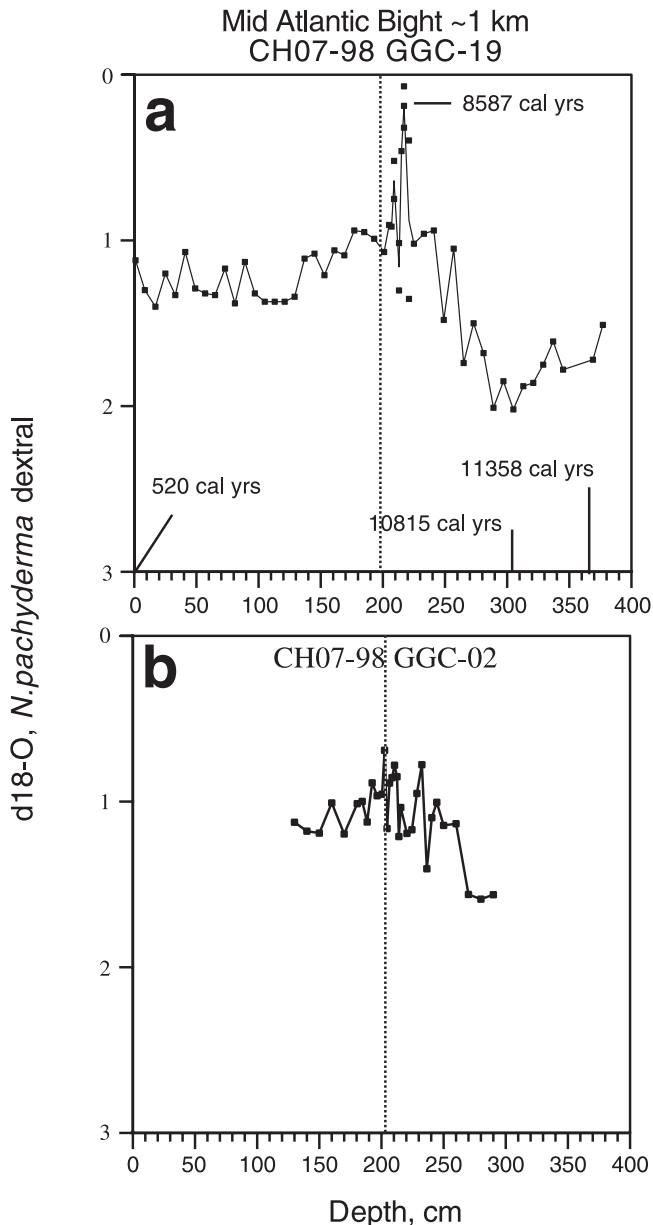 Mid Atlantic Bight ~1 km
CH07-98 GGC-19
0
a
8587 cal yrs
1
2
520 cal yrs
11358 cal yrs
10815 cal yrs
3
0 50 100 150 200 250 300 350 400
d18-O, N.pachyderma dextral
0
b
CH07-98 GGC-02
1
2
3
0 50 100 150 200 250 300 350 400
Depth, cm